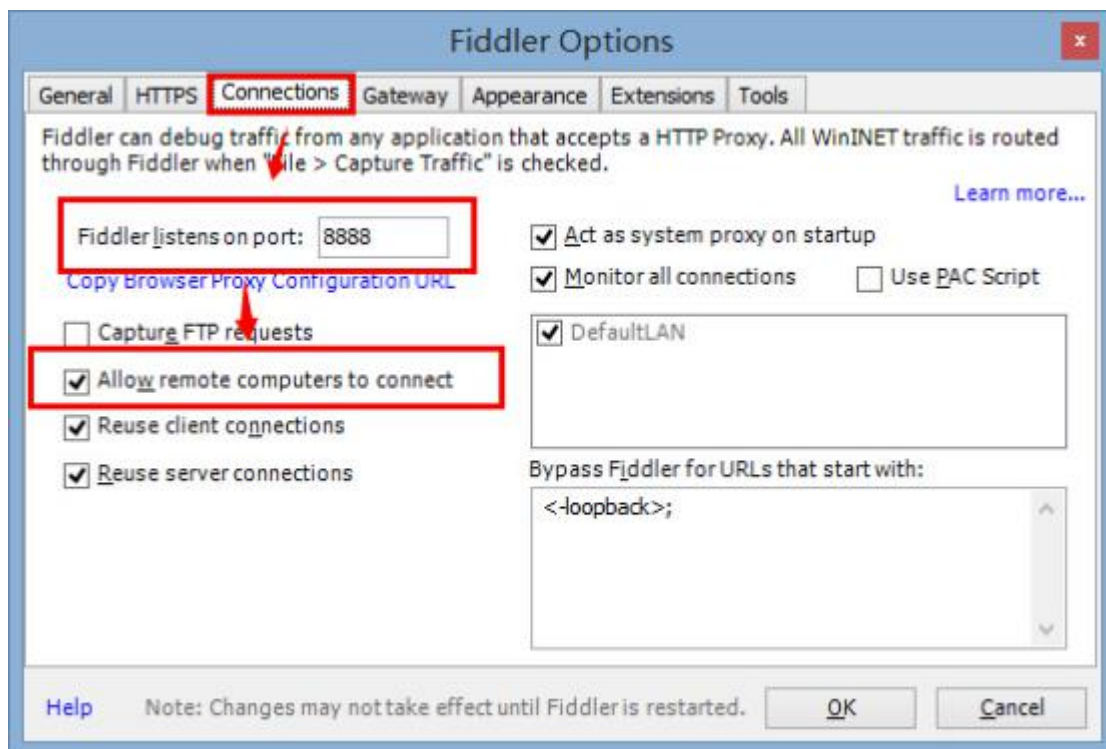 Fiddler Options
x
General HTTPS Connections Gateway Appearance Extensions Tools
Fiddler can debug traffic from any application that accepts a HTTP Proxy. All WinINET traffic is routed
through Fiddler when "File > Capture Traffic" is checked.
Learn more...
Fiddler listens on port: 8888
Copy Browser Proxy Configuration URL
Capture FTP requests
Allow remote computers to connect
Reuse client connections
Reuse server connections
Act as system proxy on startup
Monitor all connections Use PAC Script
DefaultLAN
Bypass Fiddler for URLs that start with:
<-loopback>;
Help Note: Changes may not take effect until Fiddler is restarted. OK Cancel